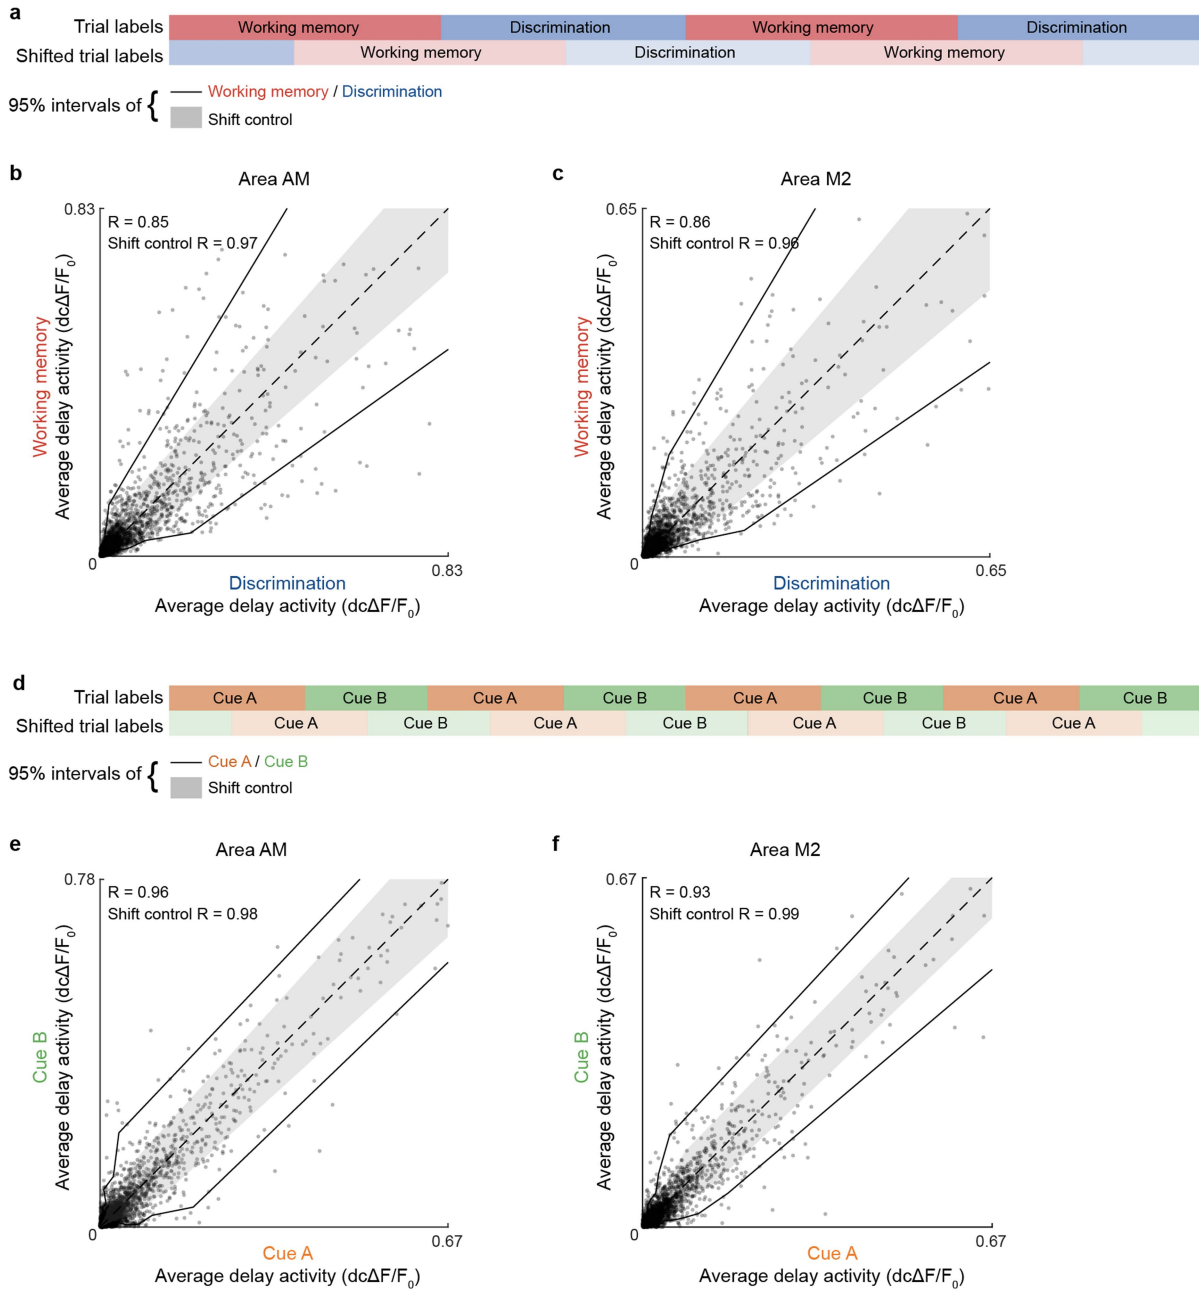 a
Trial labels
Working memory Discrimination Working memory Discrimination
Shifted trial labels
Working memory Discrimination Working memory
95% intervals of {
Working memory / Discrimination
Shift control
b
Area AM
0.83
R = 0.85
Shift control R = 0.97
Working memory
Average delay activity (dcΔF/F0)
0
0.83
Discrimination
Average delay activity (dcΔF/F0)
c
Area M2
0.65
R = 0.86
Shift control R = 0.96
Working memory
Average delay activity (dcΔF/F0)
0
0.65
Discrimination
Average delay activity (dcΔF/F0)
d
Trial labels
Cue A Cue B Cue A Cue B Cue A Cue B Cue A Cue B
Shifted trial labels
Cue A Cue B Cue A Cue B Cue A Cue B Cue A
95% intervals of {
Cue A / Cue B
Shift control
e
Area AM
0.78
R = 0.96
Shift control R = 0.98
Cue B
Average delay activity (dcΔF/F0)
0
0.67
Cue A
Average delay activity (dcΔF/F0)
f
Area M2
0.67
R = 0.93
Shift control R = 0.99
Cue B
Average delay activity (dcΔF/F0)
0
0.67
Cue A
Average delay activity (dcΔF/F0)